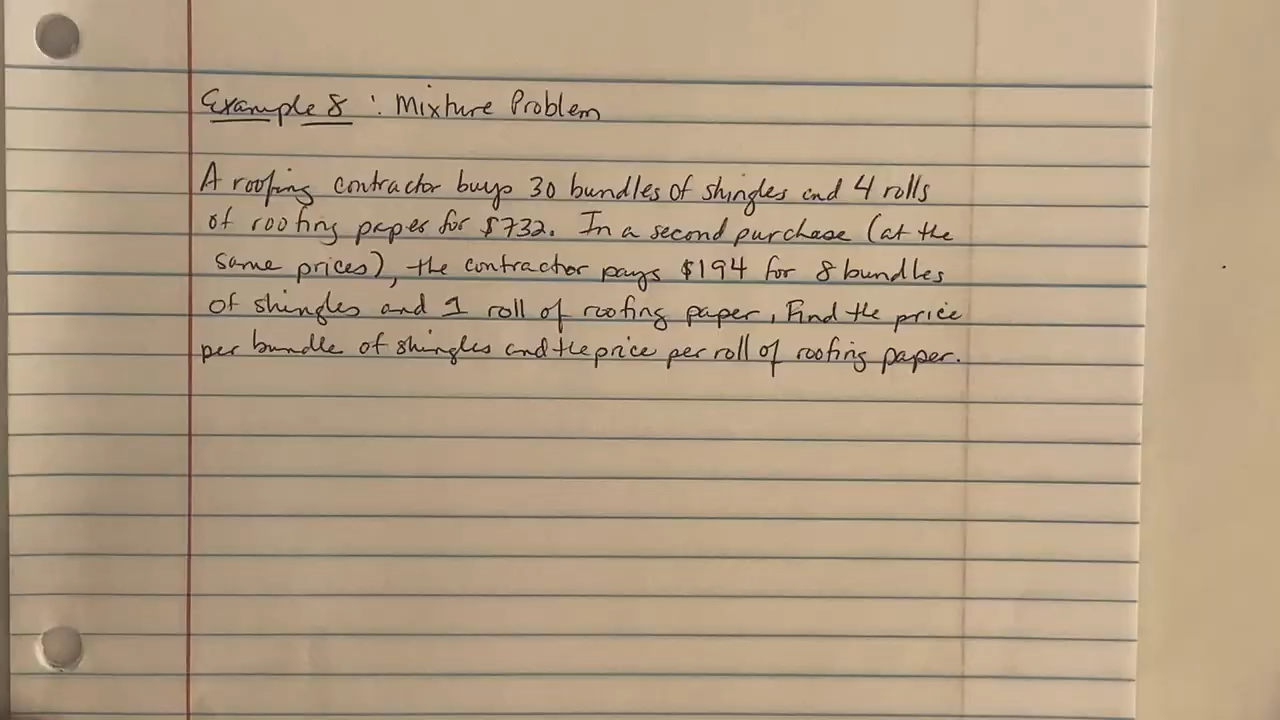 Example 8 : Mixture Problem
A roofing contractor buys 30 bundles of shingles and 4 rolls
of roofing paper for $732. In a second purchase (at the
same prices), the contractor pays $194 for 8 bundles
of shingles and 1 roll of roofing paper. Find the price
per bundle of shingles and the price per roll of roofing paper.